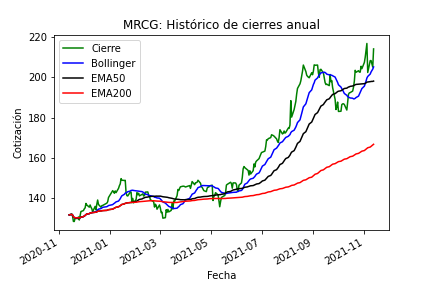 MRCG: Histórico de cierres anual
Cierre
Bollinger
EMA50
EMA200
Cotización
220
200
180
160
140
2020-11
2021-01
2021-03
2021-05
2021-07
2021-09
2021-11
Fecha